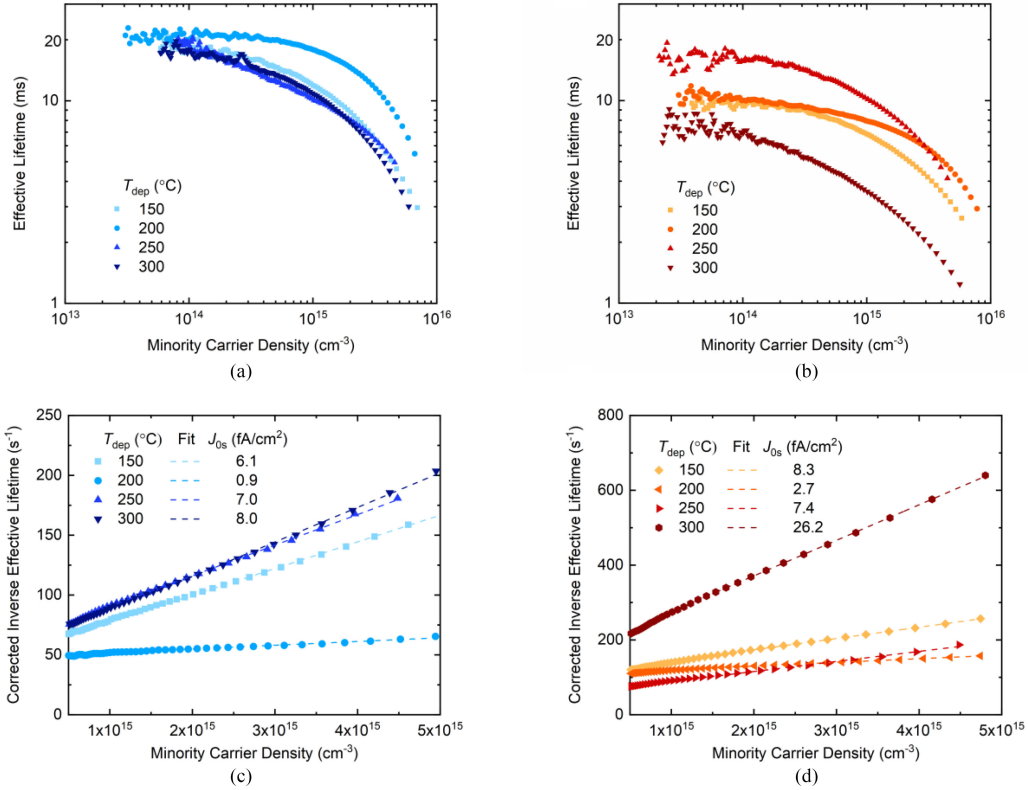 20
10
1
Effective Lifetime (ms)
T_dep (°C)
150
200
250
300
10^13 10^14 10^15 10^16
Minority Carrier Density (cm^-3)
(a)
20
10
1
Effective Lifetime (ms)
T_dep (°C)
150
200
250
300
10^13 10^14 10^15 10^16
Minority Carrier Density (cm^-3)
(b)
250
200
150
100
50
0
Corrected Inverse Effective Lifetime (s^-1)
T_dep (°C) Fit J_0s (fA/cm^2)
150 6.1
200 0.9
250 7.0
300 8.0
1x10^15 2x10^15 3x10^15 4x10^15 5x10^15
Minority Carrier Density (cm^-3)
(c)
800
600
400
200
0
Corrected Inverse Effective Lifetime (s^-1)
T_dep (°C) Fit J_0s (fA/cm^2)
150 8.3
200 2.7
250 7.4
300 26.2
1x10^15 2x10^15 3x10^15 4x10^15 5x10^15
Minority Carrier Density (cm^-3)
(d)